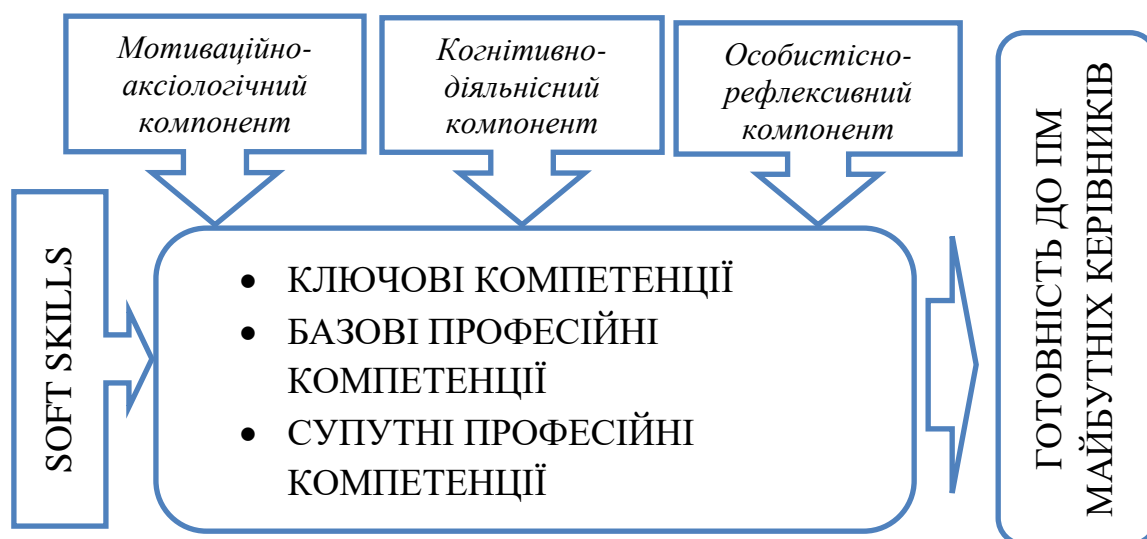 Мотиваційно-
аксіологічний
компонент
Когнітивно-
діяльнісний
компонент
Особистісно-
рефлексивний
компонент
SOFT SKILLS
• КЛЮЧОВІ КОМПЕТЕНЦІЇ
• БАЗОВІ ПРОФЕСІЙНІ
КОМПЕТЕНЦІЇ
• СУПУТНІ ПРОФЕСІЙНІ
КОМПЕТЕНЦІЇ
ГОТОВНІСТЬ ДО ПМ
МАЙБУТНІХ КЕРІВНИКІВ